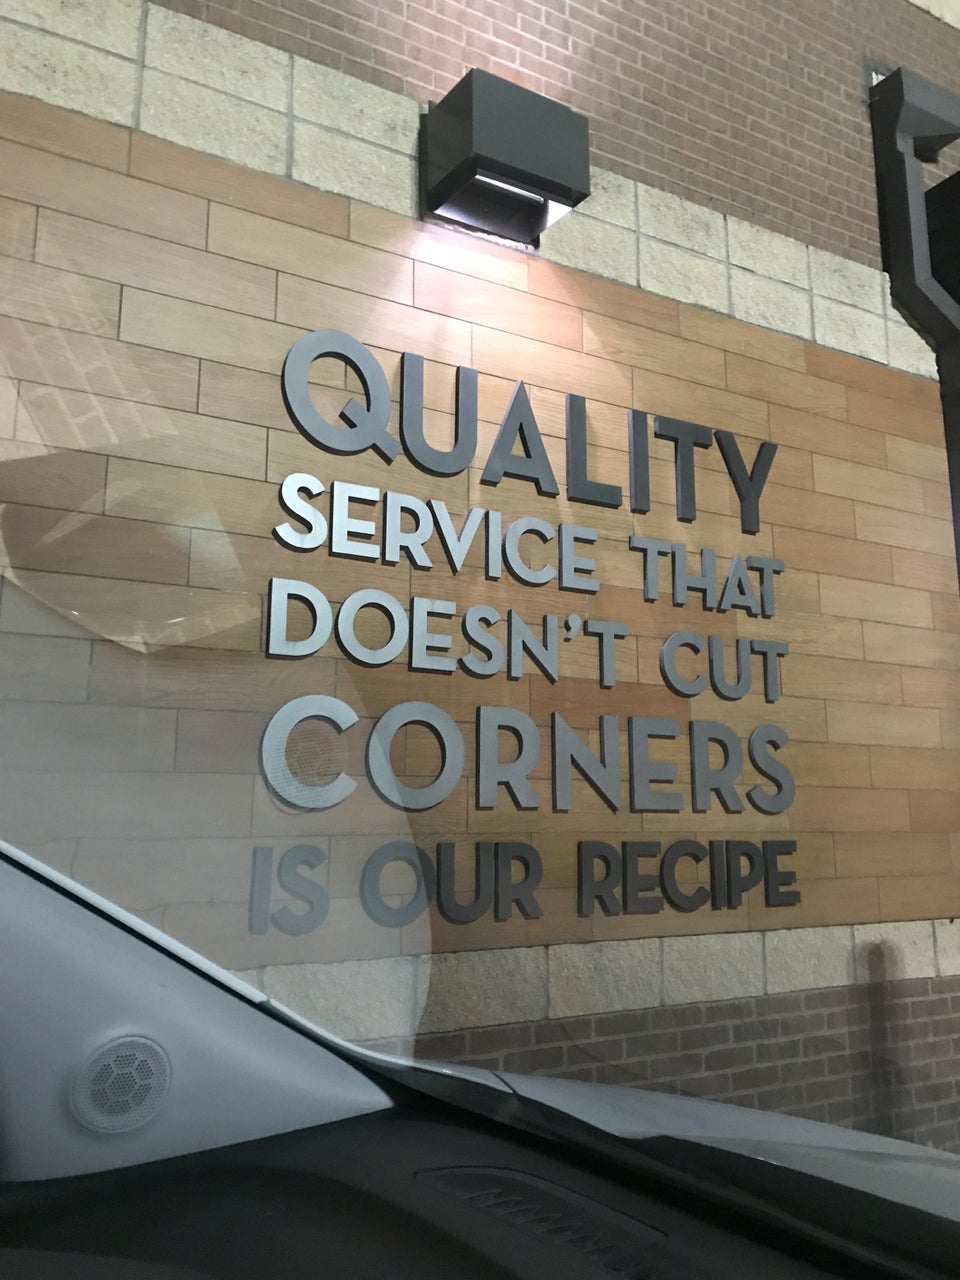 QUALITY
SERVICE THAT
DOESN'T CUT
CORNERS
IS OUR RECIPE